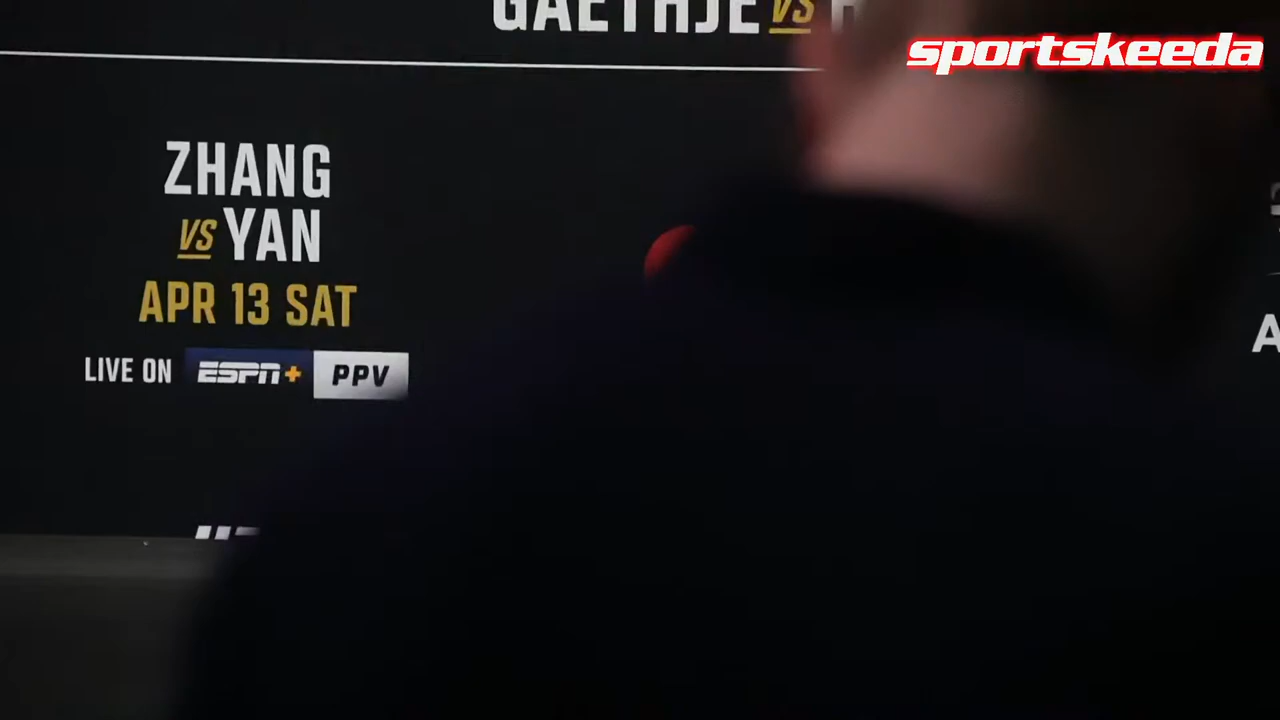 GAETHJE VS H
sportskeeda
ZHANG
VS YAN
APR 13 SAT
LIVE ON ESPN+ PPV
A